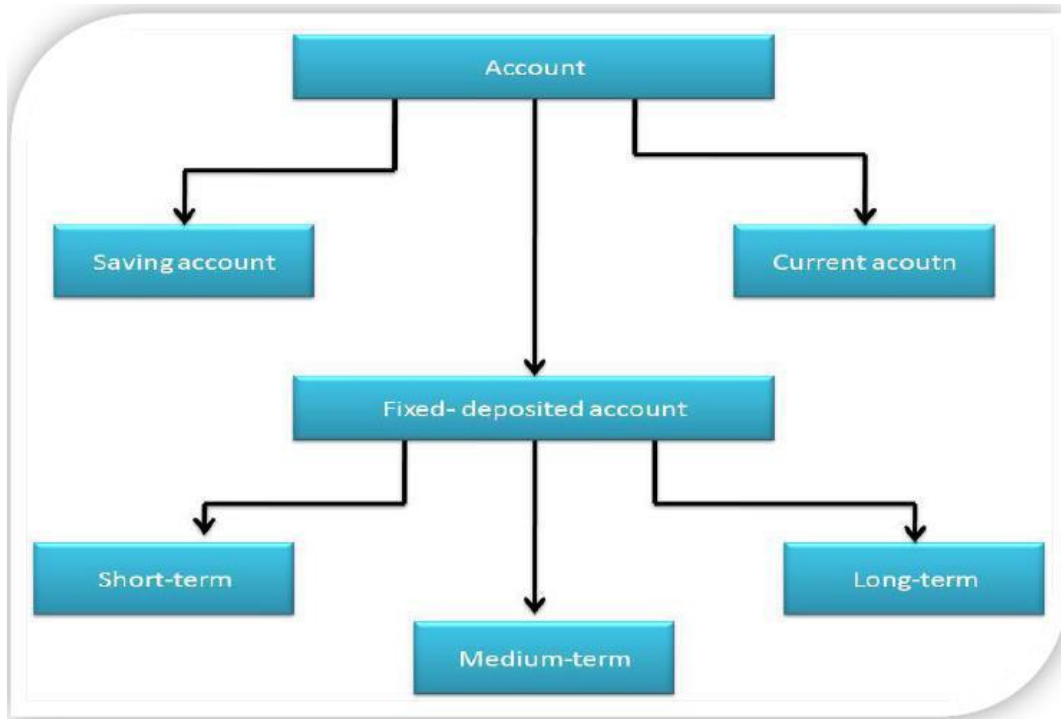 Account
Saving account
Current acoutn
Fixed- deposited account
Short-term
Long-term
Medium-term